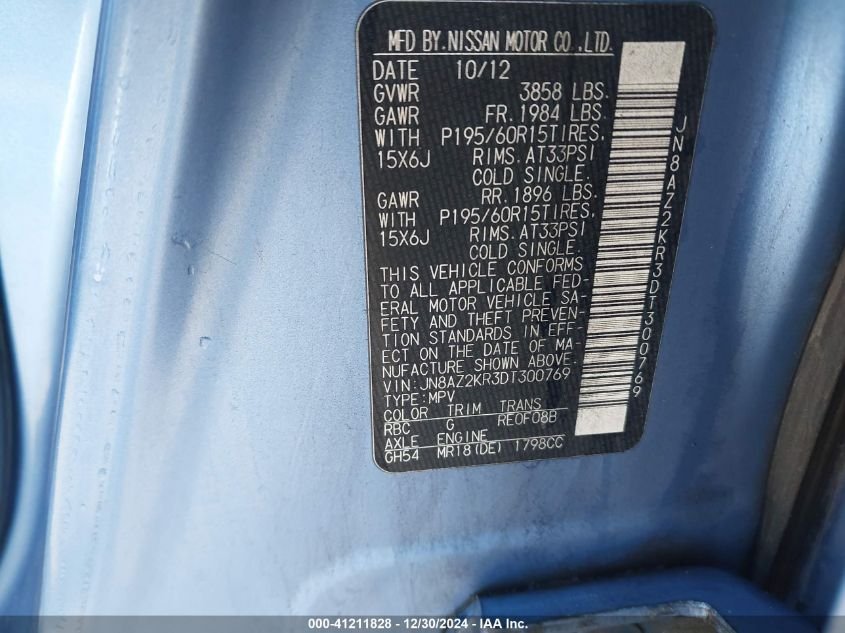 MFD BY.NISSAN MOTOR CO.,LTD.
DATE 10/12
GVWR 3858 LBS.
GAWR FR. 1984 LBS.
WITH P195/60R15TIRES,
15X6J RIMS. AT33PSI
COLD SINGLE.
GAWR RR. 1896 LBS.
WITH P195/60R15TIRES,
15X6J RIMS. AT33PSI
COLD SINGLE.
THIS VEHICLE CONFORMS
TO ALL APPLICABLE FED-
ERAL MOTOR VEHICLE SA-
FETY AND THEFT PREVEN-
TION STANDARDS IN EFF-
ECT ON THE DATE OF MA-
NUFACTURE SHOWN ABOVE.
VIN:JN8AZ2KR3DT300769
TYPE:MPV
COLOR TRIM TRANS
RBC G RE0F08B
AXLE ENGINE
GH54 MR18(DE) 1798CC
JN8AZ2KR3DT300769
000-41211828 - 12/30/2024 - IAA Inc.